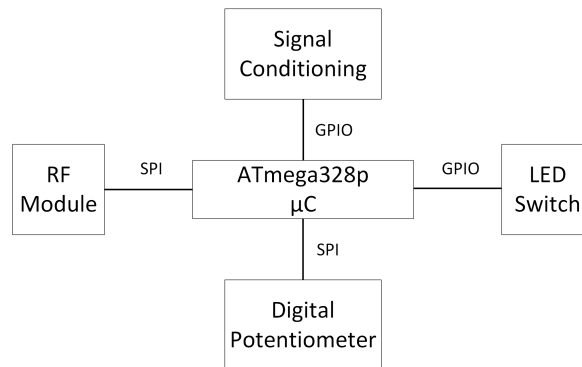 Signal
Conditioning
GPIO
RF
Module
SPI
ATmega328p
µC
GPIO
LED
Switch
SPI
Digital
Potentiometer